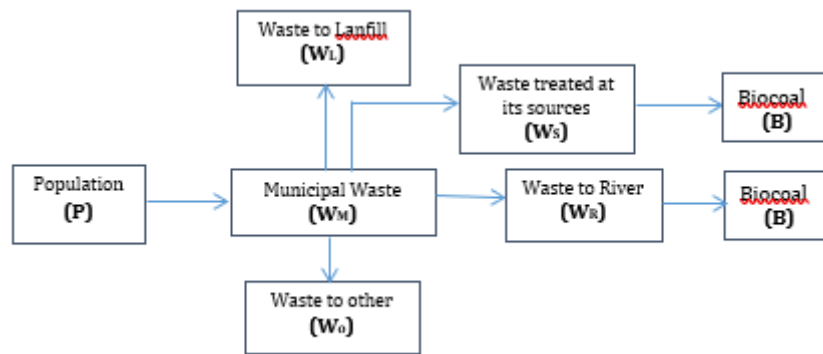 Waste to Lanfill
(WL)
Waste treated at
its sources
(WS)
Biocoal
(B)
Population
(P)
Municipal Waste
(WM)
Waste to River
(WR)
Biocoal
(B)
Waste to other
(Wo)